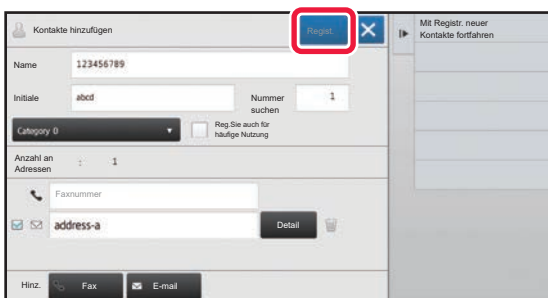 Kontakte hinzufügen
Regist.
Mit Registr. neuer
Kontakte fortfahren
Name
123456789
Initiale
abcd
Nummer
suchen
1
Category 0
Reg.Sie auch für
häufige Nutzung
Anzahl an
Adressen
:
1
Faxnummer
address-a
Detail
Hinz.
Fax
E-mail